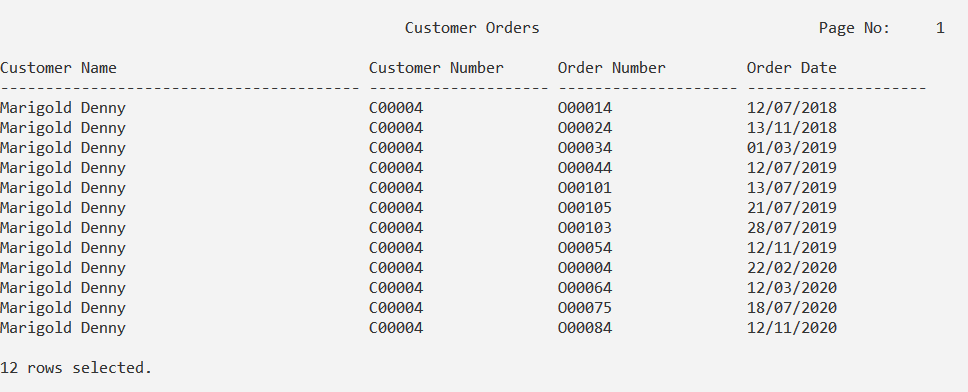 Customer Orders Page No: 1
Customer Name Customer Number Order Number Order Date
---------------------------------------- -------------------- -------------------- --------------------
Marigold Denny C00004 O00014 12/07/2018
Marigold Denny C00004 O00024 13/11/2018
Marigold Denny C00004 O00034 01/03/2019
Marigold Denny C00004 O00044 12/07/2019
Marigold Denny C00004 O00101 13/07/2019
Marigold Denny C00004 O00105 21/07/2019
Marigold Denny C00004 O00103 28/07/2019
Marigold Denny C00004 O00054 12/11/2019
Marigold Denny C00004 O00004 22/02/2020
Marigold Denny C00004 O00064 12/03/2020
Marigold Denny C00004 O00075 18/07/2020
Marigold Denny C00004 O00084 12/11/2020
12 rows selected.